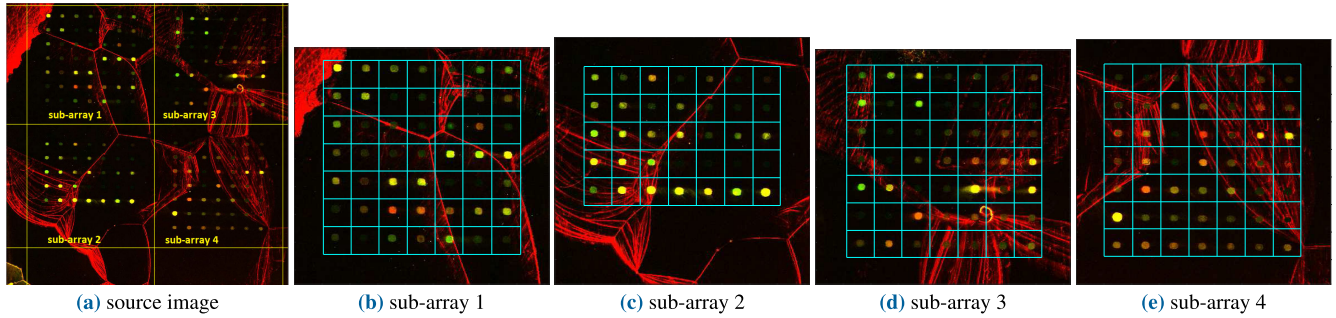 sub-array 1
sub-array 3
sub-array 2
sub-array 4
(a) source image
(b) sub-array 1
(c) sub-array 2
(d) sub-array 3
(e) sub-array 4